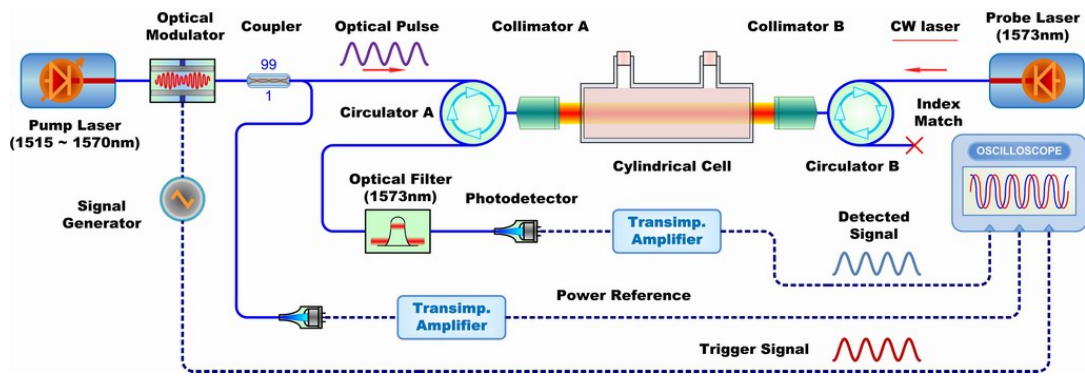 Optical
Modulator
Coupler
Optical Pulse
Collimator A
Collimator B
CW laser
Probe Laser
(1573nm)
99
1
Pump Laser
(1515 ~ 1570nm)
Circulator A
Index
Match
Cylindrical Cell
Circulator B
OSCILLOSCOPE
Optical Filter
(1573nm)
Signal
Generator
Photodetector
Transimp.
Amplifier
Detected
Signal
Transimp.
Amplifier
Power Reference
Trigger Signal